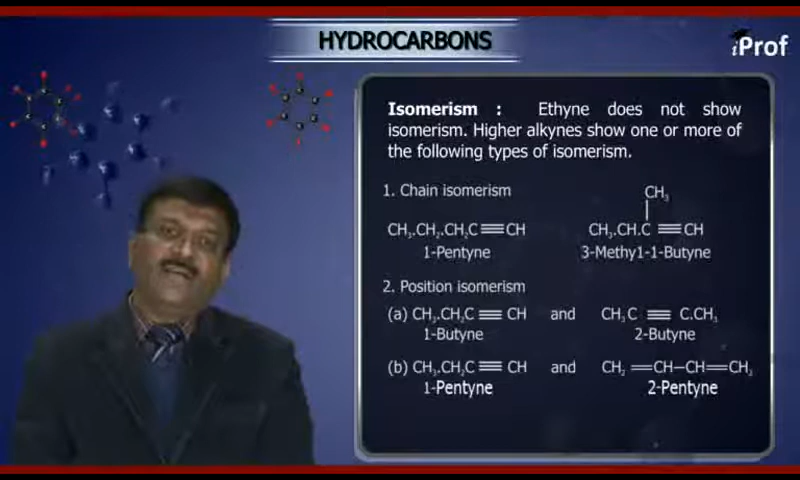 HYDROCARBONS
iProf
Isomerism : Ethyne does not show
isomerism. Higher alkynes show one or more of
the following types of isomerism.
1. Chain isomerism
CH₃
CH₃.CH₂.CH₂C≡CH CH₃.CH.C≡CH
1-Pentyne 3-Methy1-1-Butyne
2. Position isomerism
(a) CH₃.CH₂C ≡ CH and CH₃C ≡ C.CH₃
1-Butyne 2-Butyne
(b) CH₃.CH₂C ≡ CH and CH₂=CH–CH=CH₂
1-Pentyne 2-Pentyne